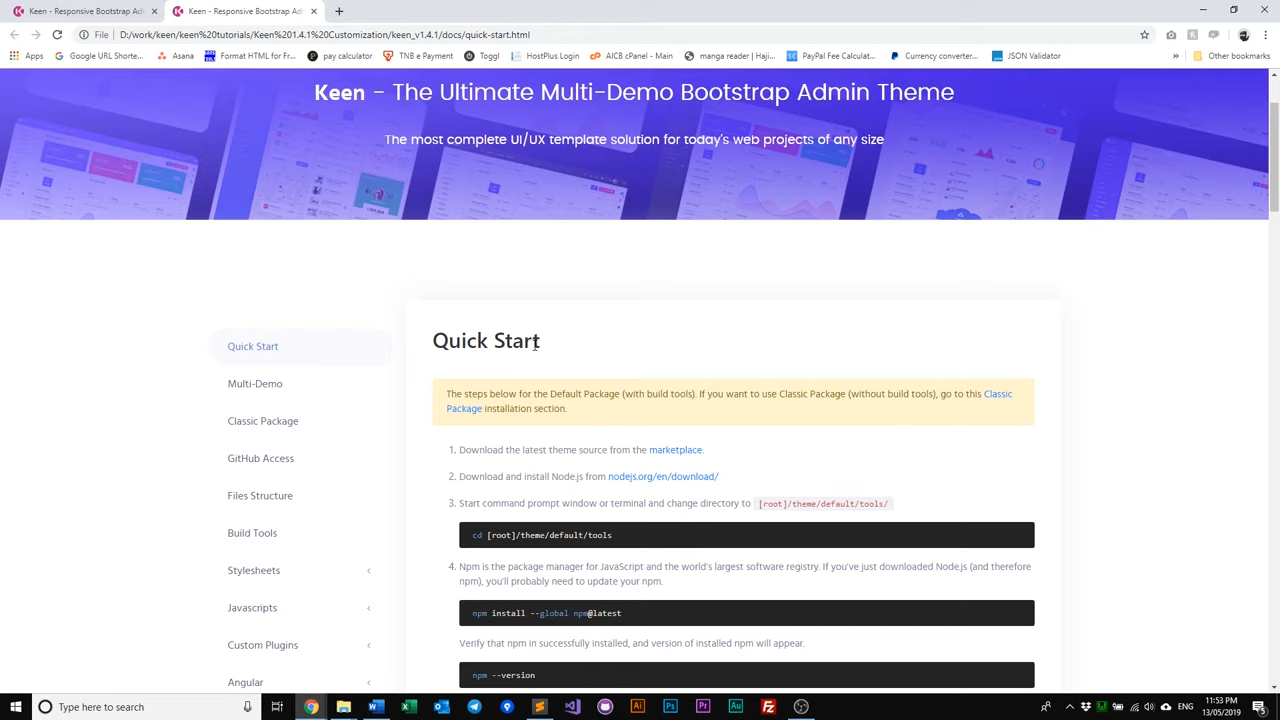 Keen - Responsive Bootstrap Adm
Keen - Responsive Bootstrap Adm
File
D:/work/keen/keen%20tutorials/Keen%201.4.1%20Customization/keen_v1.4.1/docs/quick-start.html
Apps
Google URL Shorte...
Asana
Format HTML for Fr...
pay calculator
TNB e Payment
Toggl
HostPlus Login
AICB cPanel - Main
manga reader | Haji...
PayPal Fee Calculat...
Currency converter...
JSON Validator
»
Other bookmarks
Keen – The Ultimate Multi-Demo Bootstrap Admin Theme
The most complete UI/UX template solution for today's web projects of any size
Quick Start
Multi-Demo
Classic Package
GitHub Access
Files Structure
Build Tools
Stylesheets
Javascripts
Custom Plugins
Angular
Quick Start
The steps below for the Default Package (with build tools). If you want to use Classic Package (without build tools), go to this Classic
Package installation section.
1. Download the latest theme source from the marketplace.
2. Download and install Node.js from nodejs.org/en/download/
3. Start command prompt window or terminal and change directory to [root]/theme/default/tools/
cd [root]/theme/default/tools
4. Npm is the package manager for JavaScript and the world's largest software registry. If you've just downloaded Node.js (and therefore
npm), you'll probably need to update your npm.
npm install --global npm@latest
Verify that npm in successfully installed, and version of installed npm will appear.
npm --version
Type here to search
11:53 PM
13/05/2019